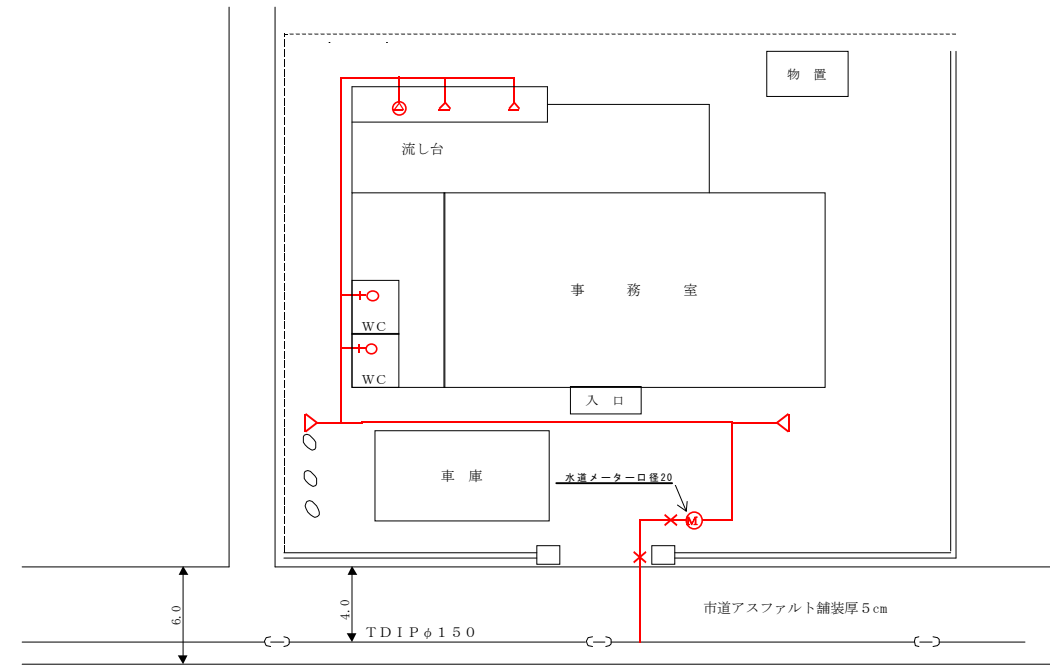 物 置
流し台
事 務 室
WC
WC
入 口
車 庫
水道メーター口径20
M
6.0
4.0
TDIPφ150
市道アスファルト舗装厚5cm